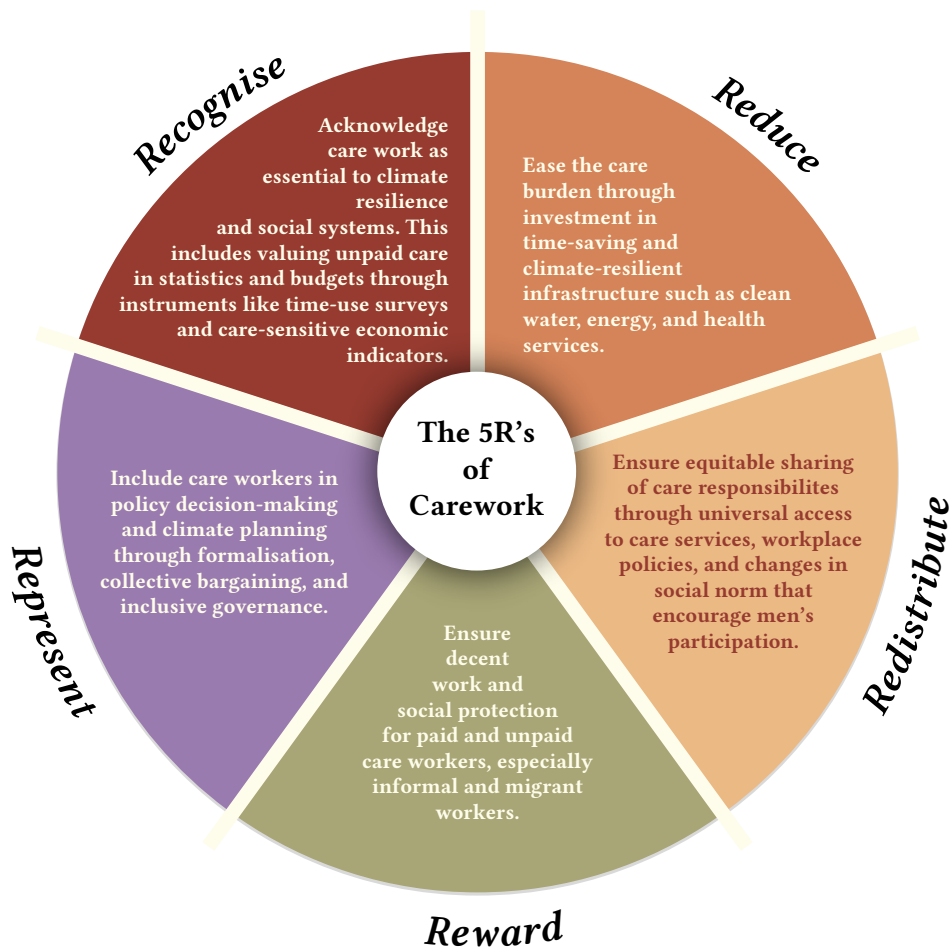 Recognise
Acknowledge
care work as
essential to climate
resilience
and social systems. This
includes valuing unpaid care
in statistics and budgets through
instruments like time-use surveys
and care-sensitive economic
indicators.
Reduce
Ease the care
burden through
investment in
time-saving and
climate-resilient
infrastructure such as clean
water, energy, and health
services.
The 5R’s
of
Carework
Redistribute
Ensure equitable sharing
of care responsibilites
through universal access
to care services, workplace
policies, and changes in
social norm that
encourage men’s
participation.
Reward
Ensure
decent
work and
social protection
for paid and unpaid
care workers, especially
informal and migrant
workers.
Represent
Include care workers in
policy decision-making
and climate planning
through formalisation,
collective bargaining, and
inclusive governance.